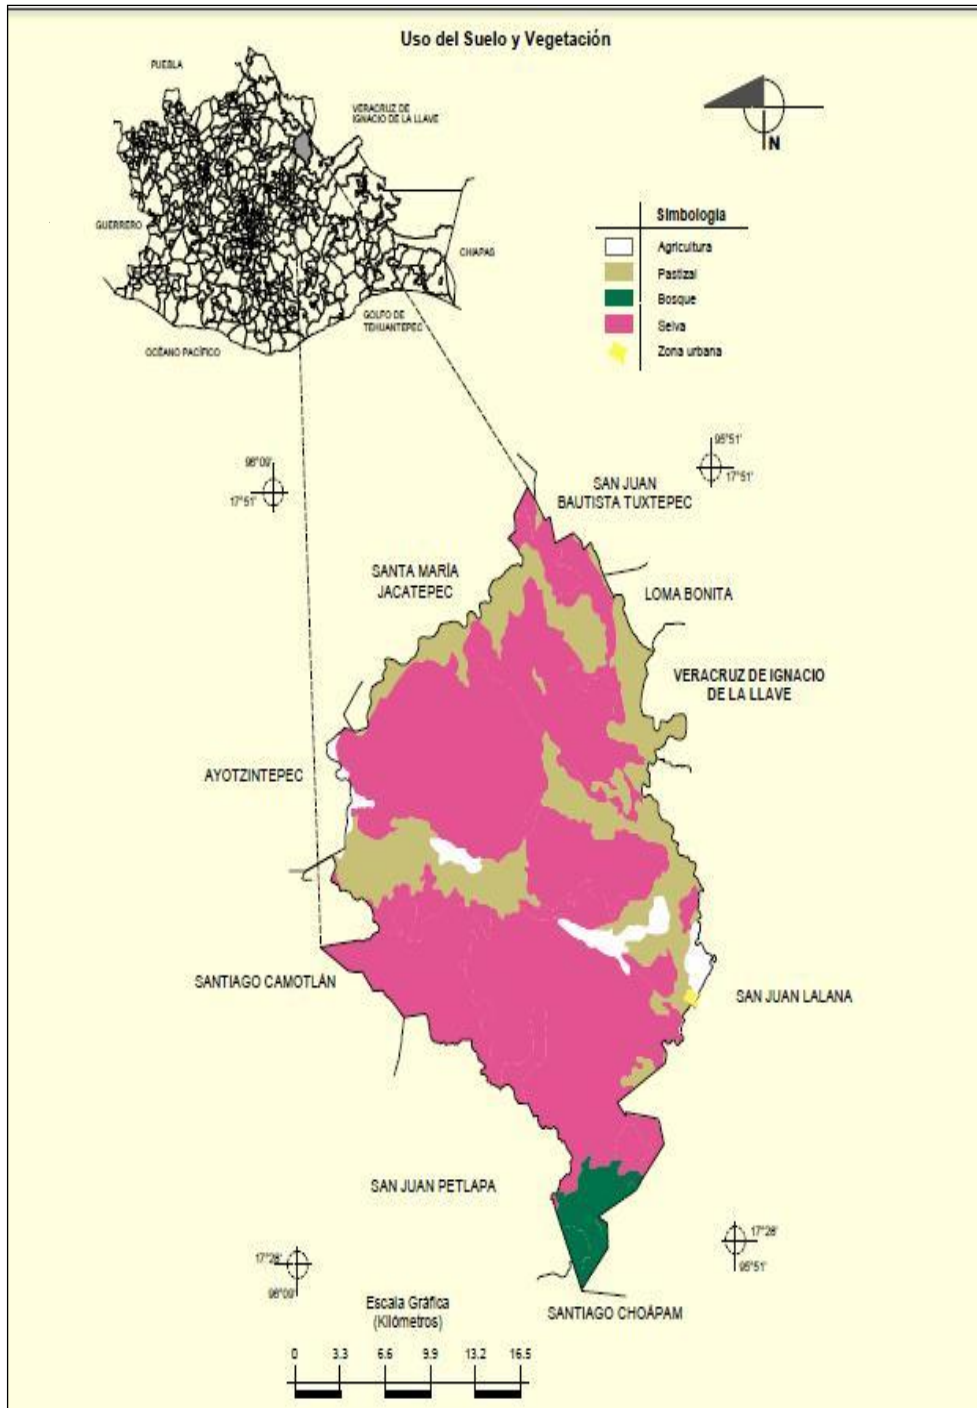 Uso del Suelo y Vegetación
PUEBLA
VERACRUZ DE
IGNACIO DE LA LLAVE
GUERRERO
CHIAPAS
GOLFO DE
TEHUANTEPEC
OCÉANO PACÍFICO
N
Simbología
Agricultura
Pastizal
Bosque
Selva
Zona urbana
96°09'
17°51'
95°51'
17°51'
SAN JUAN
BAUTISTA TUXTEPEC
SANTA MARÍA
JACATEPEC
LOMA BONITA
VERACRUZ DE IGNACIO
DE LA LLAVE
AYOTZINTEPEC
SANTIAGO CAMOTLÁN
SAN JUAN LALANA
SAN JUAN PETLAPA
17°28'
96°09'
17°28'
95°51'
SANTIAGO CHOÁPAM
Escala Gráfica
(Kilómetros)
0 3.3 6.6 9.9 13.2 16.5